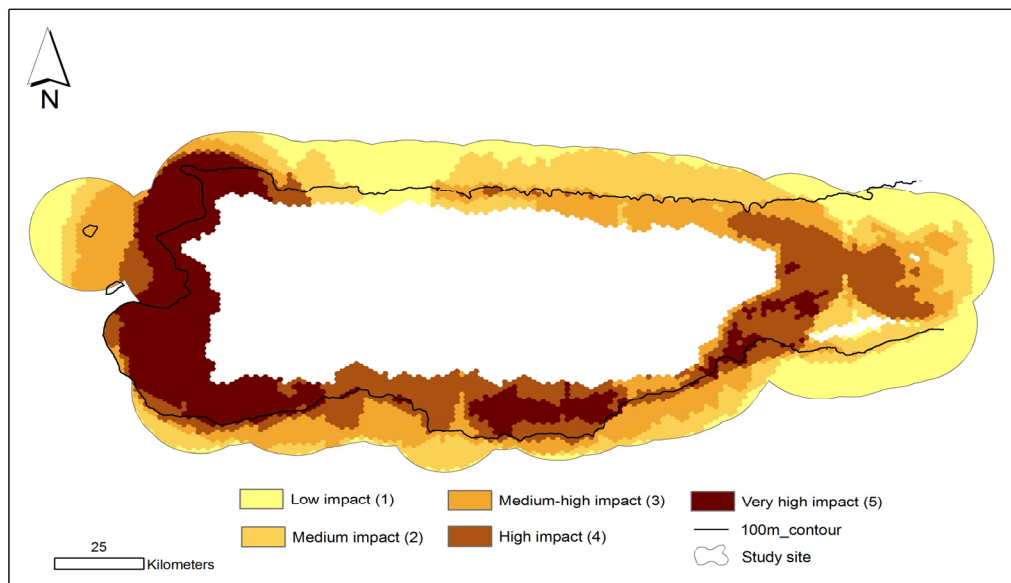 N
Low impact (1)
Medium-high impact (3)
Very high impact (5)
100m_contour
Medium impact (2)
High impact (4)
Study site
25
Kilometers